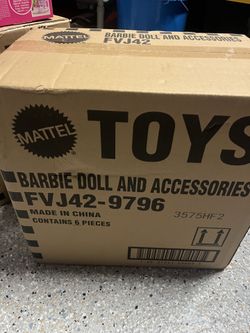 MATTEL
BARBIE DOLL AND ACCESSORIES
FVJ42
MATTEL
TOYS
BARBIE DOLL AND ACCESSORIES
FVJ42-9796
MADE IN CHINA
3575HF2
CONTAINS 6 PIECES